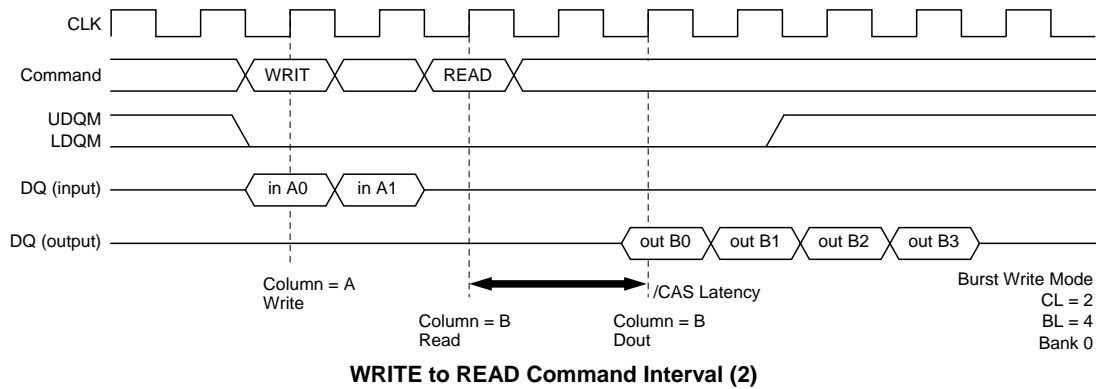 CLK
Command
WRIT
READ
UDQM
LDQM
DQ (input)
in A0
in A1
DQ (output)
out B0
out B1
out B2
out B3
Column = A
Write
/CAS Latency
Column = B
Read
Column = B
Dout
Burst Write Mode
CL = 2
BL = 4
Bank 0
WRITE to READ Command Interval (2)